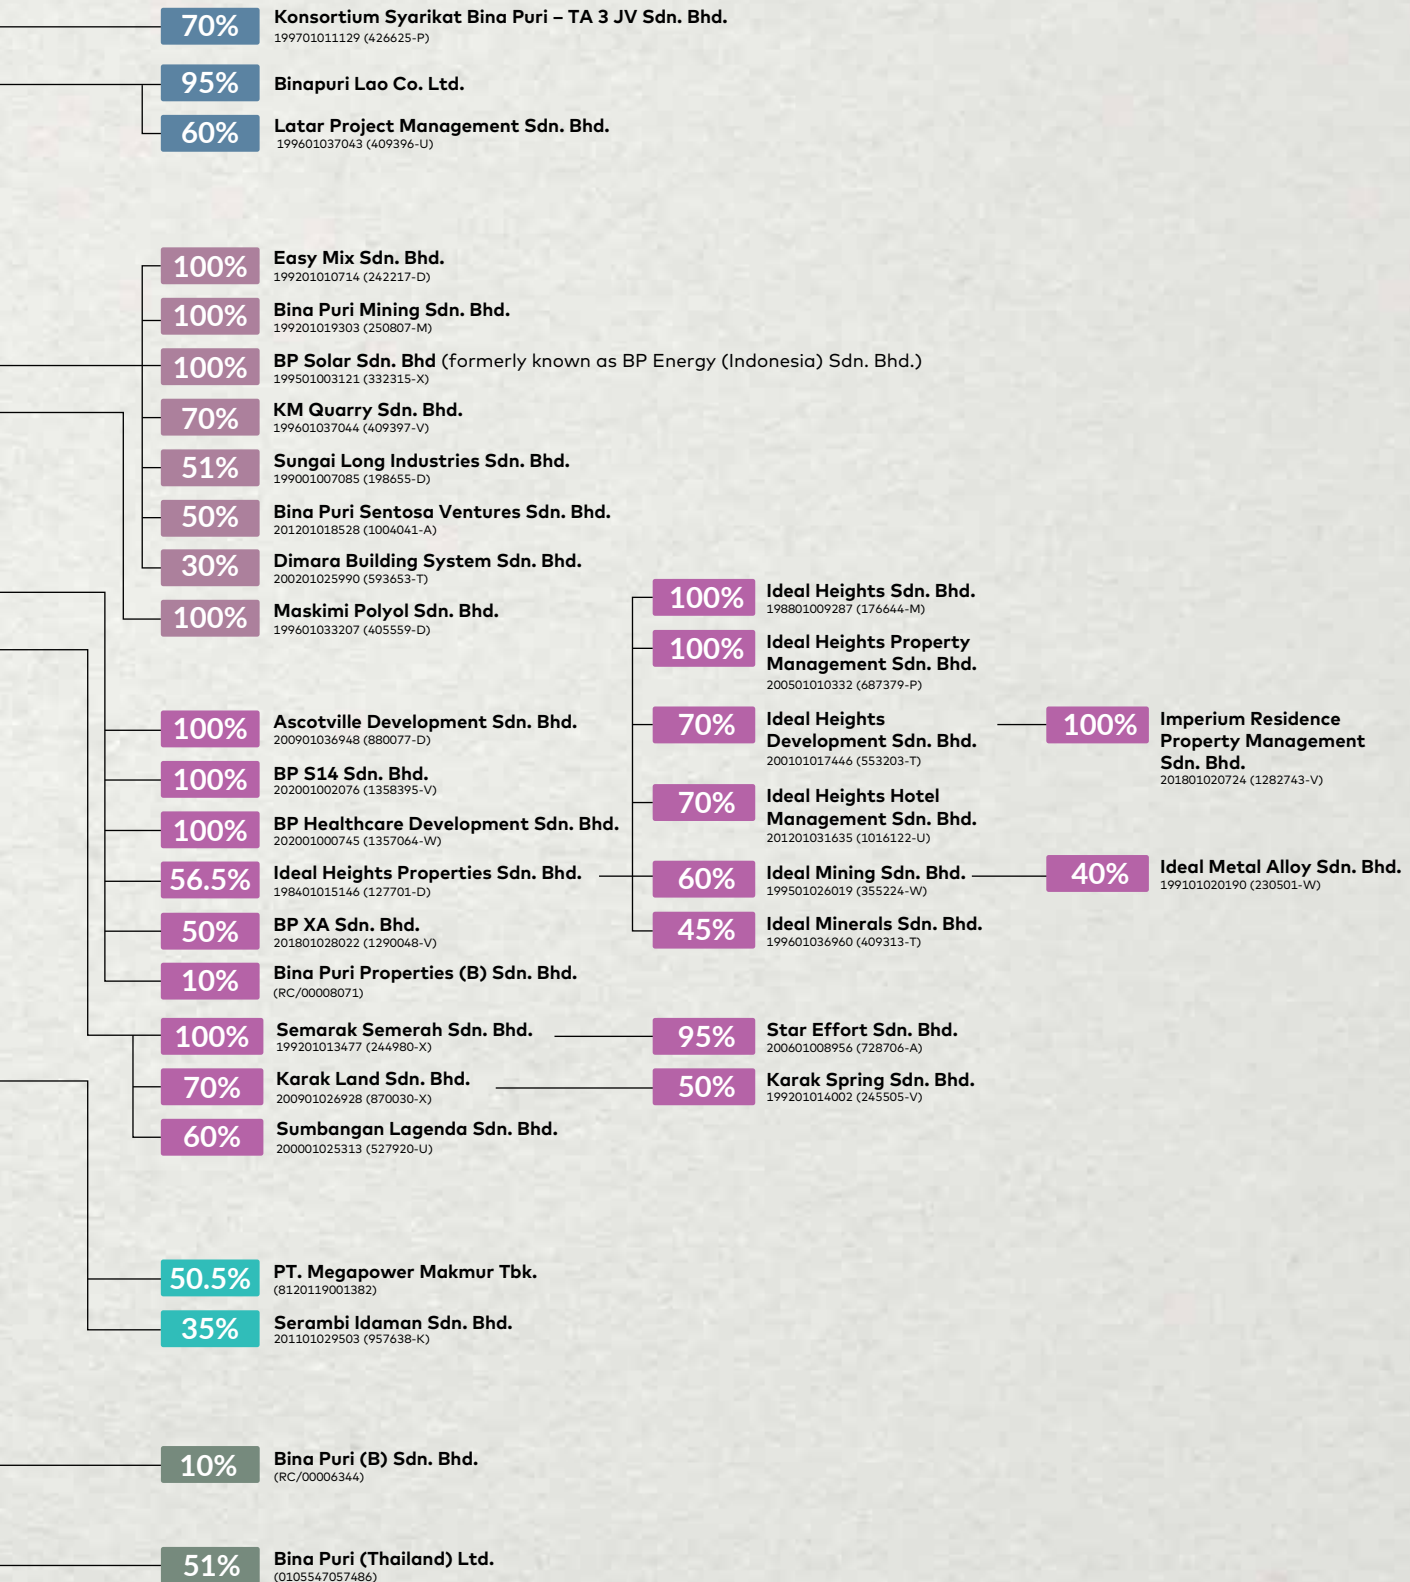 70%
Konsortium Syarikat Bina Puri – TA 3 JV Sdn. Bhd.
199701011129 (426625-P)
95%
Binapuri Lao Co. Ltd.
60%
Latar Project Management Sdn. Bhd.
199601037043 (409396-U)
100%
Easy Mix Sdn. Bhd.
199201010714 (242217-D)
100%
Bina Puri Mining Sdn. Bhd.
199201019303 (250807-M)
100%
BP Solar Sdn. Bhd (formerly known as BP Energy (Indonesia) Sdn. Bhd.)
199501003121 (332315-X)
70%
KM Quarry Sdn. Bhd.
199601037044 (409397-V)
51%
Sungai Long Industries Sdn. Bhd.
199001007085 (198655-D)
50%
Bina Puri Sentosa Ventures Sdn. Bhd.
201201018528 (1004041-A)
30%
Dimara Building System Sdn. Bhd.
200201025990 (593653-T)
100%
Maskimi Polyol Sdn. Bhd.
199601033207 (405559-D)
100%
Ascotville Development Sdn. Bhd.
200901036948 (880077-D)
100%
BP S14 Sdn. Bhd.
202001002076 (1358395-V)
100%
BP Healthcare Development Sdn. Bhd.
202001000745 (1357064-W)
56.5%
Ideal Heights Properties Sdn. Bhd.
198401015146 (127701-D)
50%
BP XA Sdn. Bhd.
201801028022 (1290048-V)
10%
Bina Puri Properties (B) Sdn. Bhd.
(RC/00008071)
100%
Ideal Heights Sdn. Bhd.
198801009287 (176644-M)
100%
Ideal Heights Property
Management Sdn. Bhd.
200501010332 (687379-P)
70%
Ideal Heights
Development Sdn. Bhd.
200101017446 (553203-T)
100%
Imperium Residence
Property Management
Sdn. Bhd.
201801020724 (1282743-V)
70%
Ideal Heights Hotel
Management Sdn. Bhd.
201201031635 (1016122-U)
60%
Ideal Mining Sdn. Bhd.
199501026019 (355224-W)
40%
Ideal Metal Alloy Sdn. Bhd.
199101020190 (230501-W)
45%
Ideal Minerals Sdn. Bhd.
199601036960 (409313-T)
100%
Semarak Semerah Sdn. Bhd.
199201013477 (244980-X)
95%
Star Effort Sdn. Bhd.
200601008956 (728706-A)
70%
Karak Land Sdn. Bhd.
200901026928 (870030-X)
50%
Karak Spring Sdn. Bhd.
199201014002 (245505-V)
60%
Sumbangan Lagenda Sdn. Bhd.
200001025313 (527920-U)
50.5%
PT. Megapower Makmur Tbk.
(8120119001382)
35%
Serambi Idaman Sdn. Bhd.
201101029503 (957638-K)
10%
Bina Puri (B) Sdn. Bhd.
(RC/00006344)
51%
Bina Puri (Thailand) Ltd.
(0105547057486)